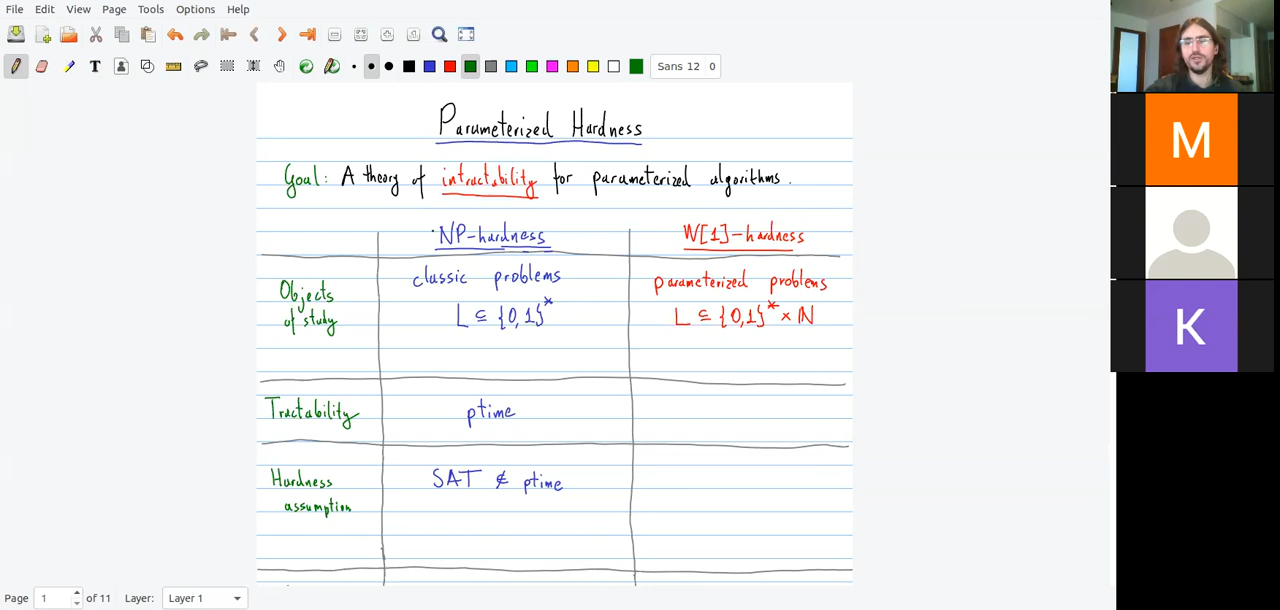 File Edit View Page Tools Options Help
Sans 12 0
Parameterized Hardness
Goal: A theory of intractability for parameterized algorithms.
NP-hardness W[1]-hardness
Objects of study
classic problems
L ⊆ {0,1}*
parameterized problems
L ⊆ {0,1}* × ℕ
Tractability ptime
Hardness assumption
SAT ∉ ptime
M
K
Page 1 of 11 Layer: Layer 1